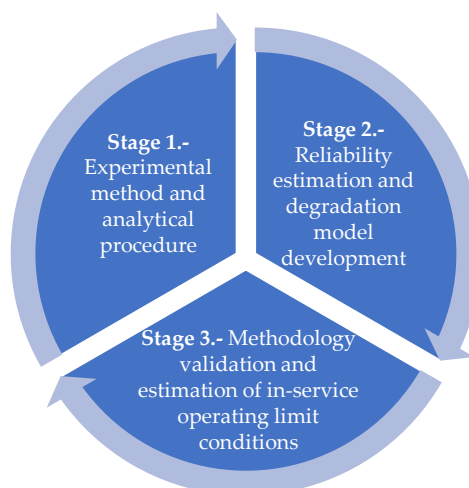 Stage 1.-
Experimental
method and
analytical
procedure
Stage 2.-
Reliability
estimation and
degradation
model
development
Stage 3.- Methodology
validation and
estimation of in-service
operating limit
conditions